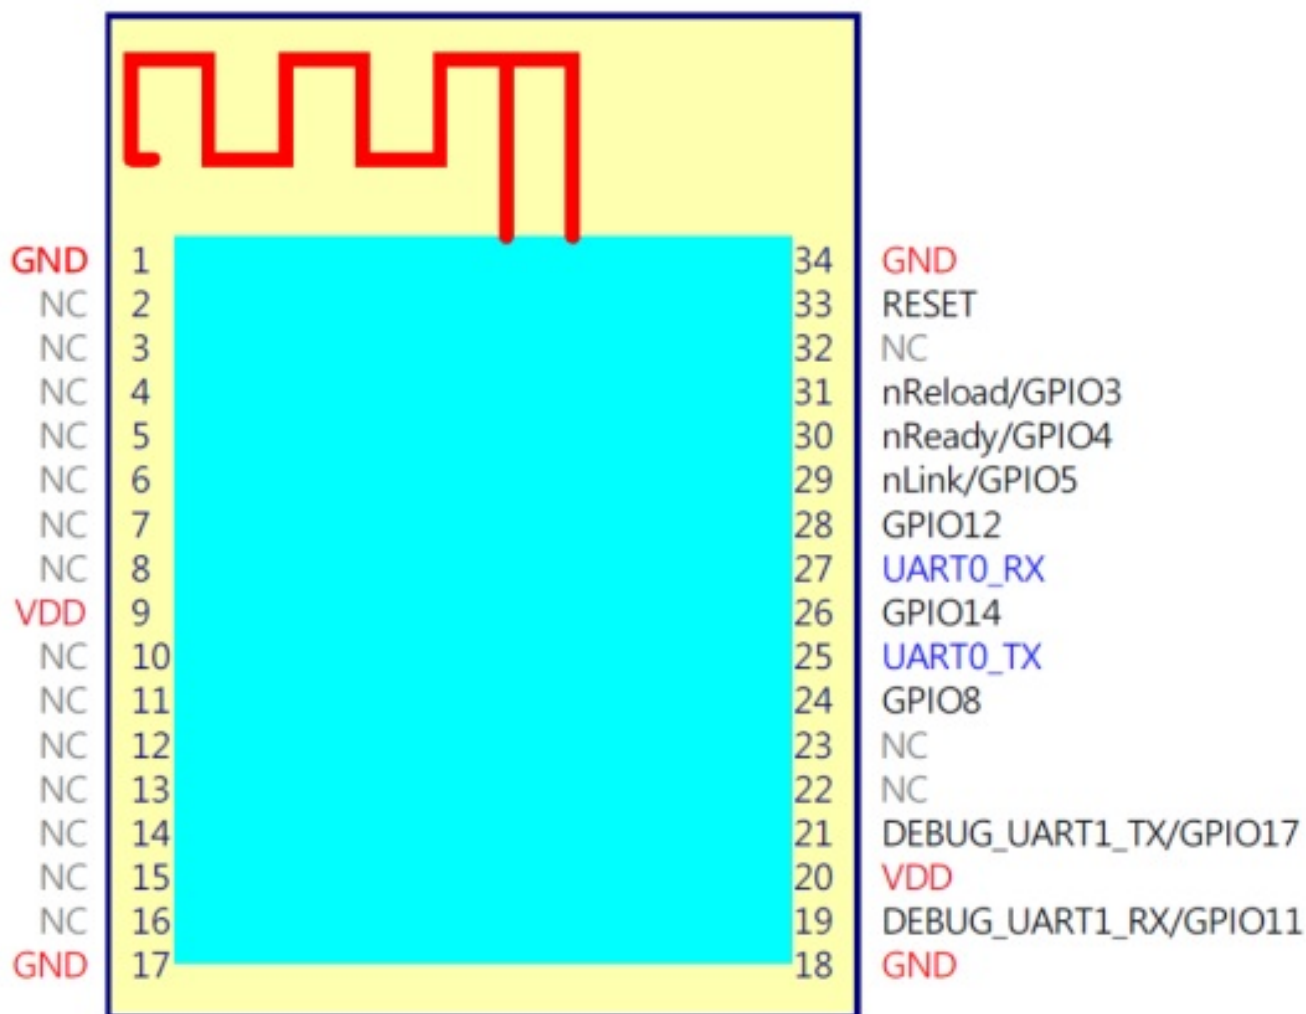 GND 1 34 GND
NC 2 33 RESET
NC 3 32 NC
NC 4 31 nReload/GPIO3
NC 5 30 nReady/GPIO4
NC 6 29 nLink/GPIO5
NC 7 28 GPIO12
NC 8 27 UART0_RX
VDD 9 26 GPIO14
NC 10 25 UART0_TX
NC 11 24 GPIO8
NC 12 23 NC
NC 13 22 NC
NC 14 21 DEBUG_UART1_TX/GPIO17
NC 15 20 VDD
NC 16 19 DEBUG_UART1_RX/GPIO11
GND 17 18 GND